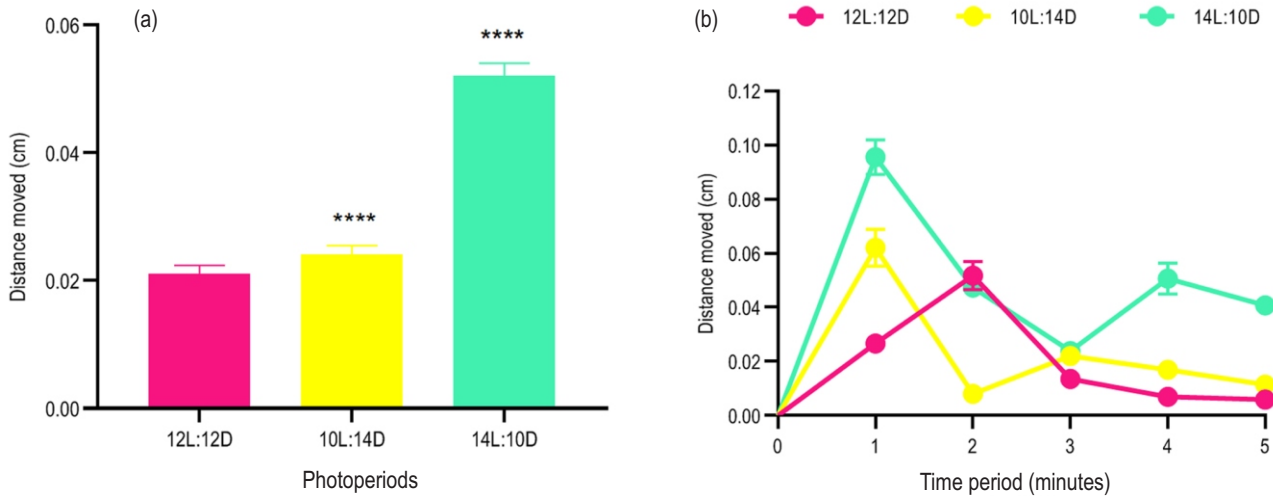 (a)
0.06
0.04
0.02
0.00
Distance moved (cm)
****
****
12L:12D 10L:14D 14L:10D
Photoperiods
(b)
12L:12D 10L:14D 14L:10D
0.12
0.10
0.08
0.06
0.04
0.02
0.00
Distance moved (cm)
0 1 2 3 4 5
Time period (minutes)